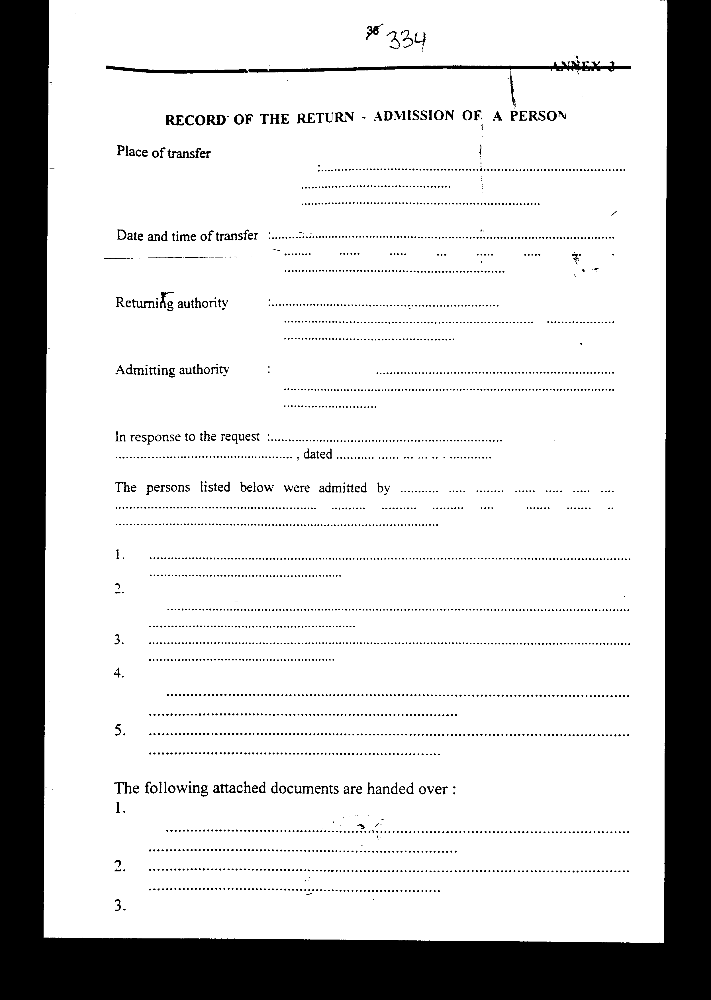 38 334
ANNEX 3
RECORD OF THE RETURN - ADMISSION OF A PERSON
Place of transfer
:..........................................................................................
............................................
......................................................................
Date and time of transfer :....................................................................................................
........ ...... ..... ... ..... ..... .
.................................................................
Returning authority :...................................................................
.......................................................................... ....................
..................................................
Admitting authority : ......................................................................
..................................................................................................
...........................
In response to the request :....................................................................
.................................................... , dated ........... ...... ... ... .. . ............
The persons listed below were admitted by ........... ..... ........ ...... ..... ..... ....
............................................................ .......... .......... ......... .... ....... ....... ..
...............................................................................................
1. ..............................................................................................................................................
........................................................
2.
.........................................................................................................................................
.............................................................
3. ..............................................................................................................................................
.......................................................
4.
.........................................................................................................................................
...........................................................................................
5. ..............................................................................................................................................
......................................................................................
The following attached documents are handed over :
1.
.........................................................................................................................................
...........................................................................................
2. ..............................................................................................................................................
......................................................................................
3.